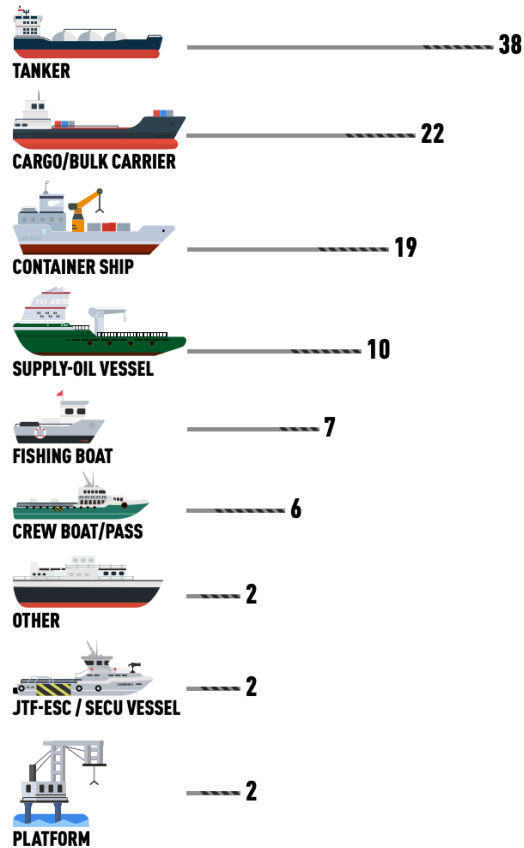 38
TANKER
22
CARGO/BULK CARRIER
19
CONTAINER SHIP
10
SUPPLY-OIL VESSEL
7
FISHING BOAT
6
CREW BOAT/PASS
2
OTHER
2
JTF-ESC / SECU VESSEL
2
PLATFORM